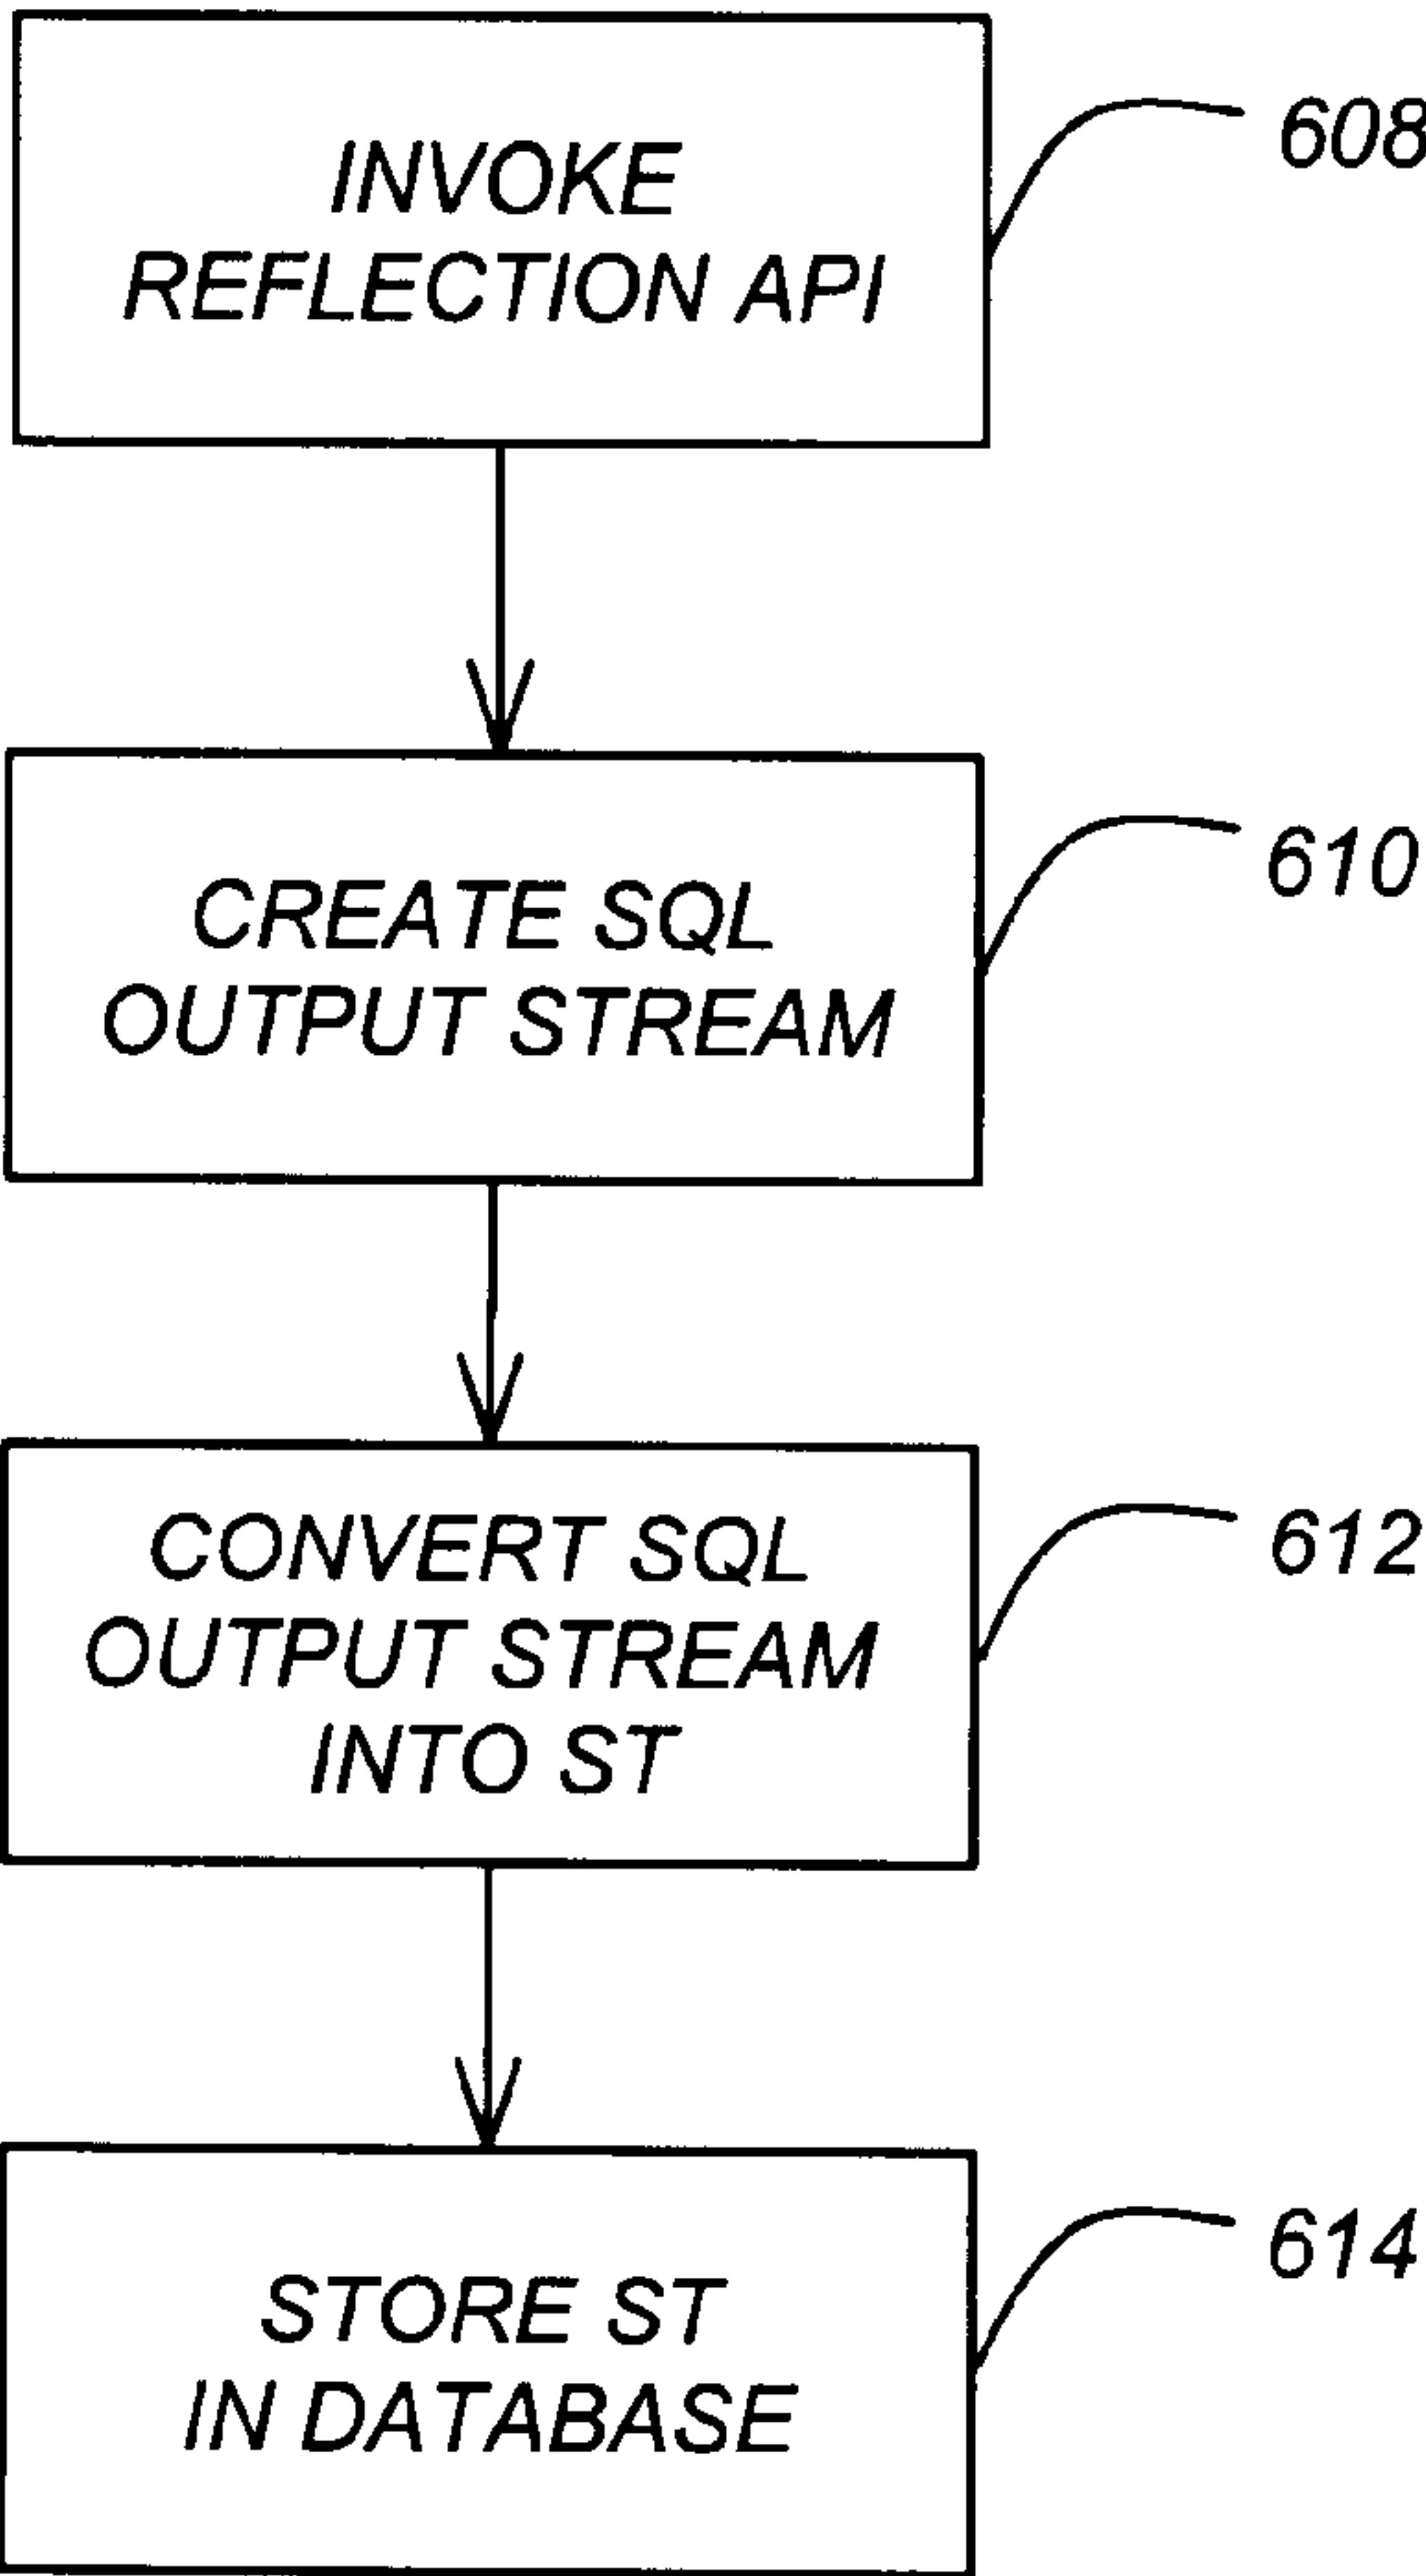 INVOKE
REFLECTION API
608
CREATE SQL
OUTPUT STREAM
610
CONVERT SQL
OUTPUT STREAM
INTO ST
612
STORE ST
IN DATABASE
614